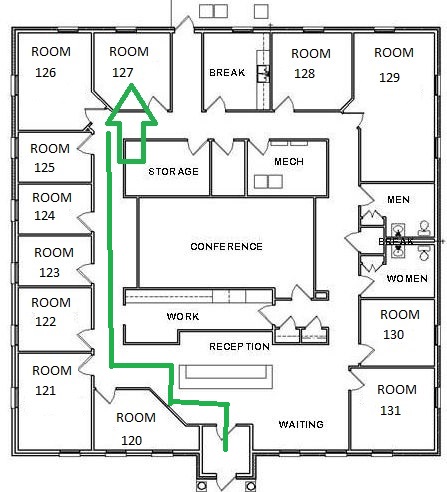 ROOM
126
ROOM
127
BREAK
ROOM
128
ROOM
129
ROOM
125
STORAGE
MECH
ROOM
124
MEN
CONFERENCE
BREAK
ROOM
123
WOMEN
ROOM
122
WORK
ROOM
130
RECEPTION
ROOM
121
ROOM
120
WAITING
ROOM
131